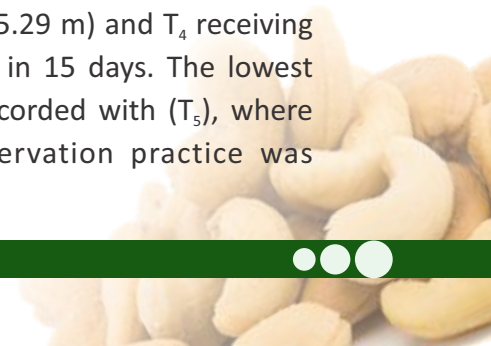 5.29 m) and T₄ receiving
in 15 days. The lowest
corded with (T₅), where
ervation practice was